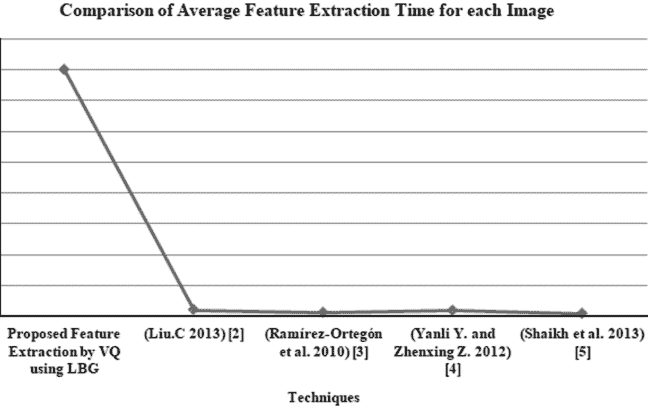 Comparison of Average Feature Extraction Time for each Image
Proposed Feature
Extraction by VQ
using LBG
(Liu.C 2013) [2]
(Ramírez-Ortegón
et al. 2010) [3]
(Yanli Y. and
Zhenxing Z. 2012)
[4]
(Shaikh et al. 2013)
[5]
Techniques